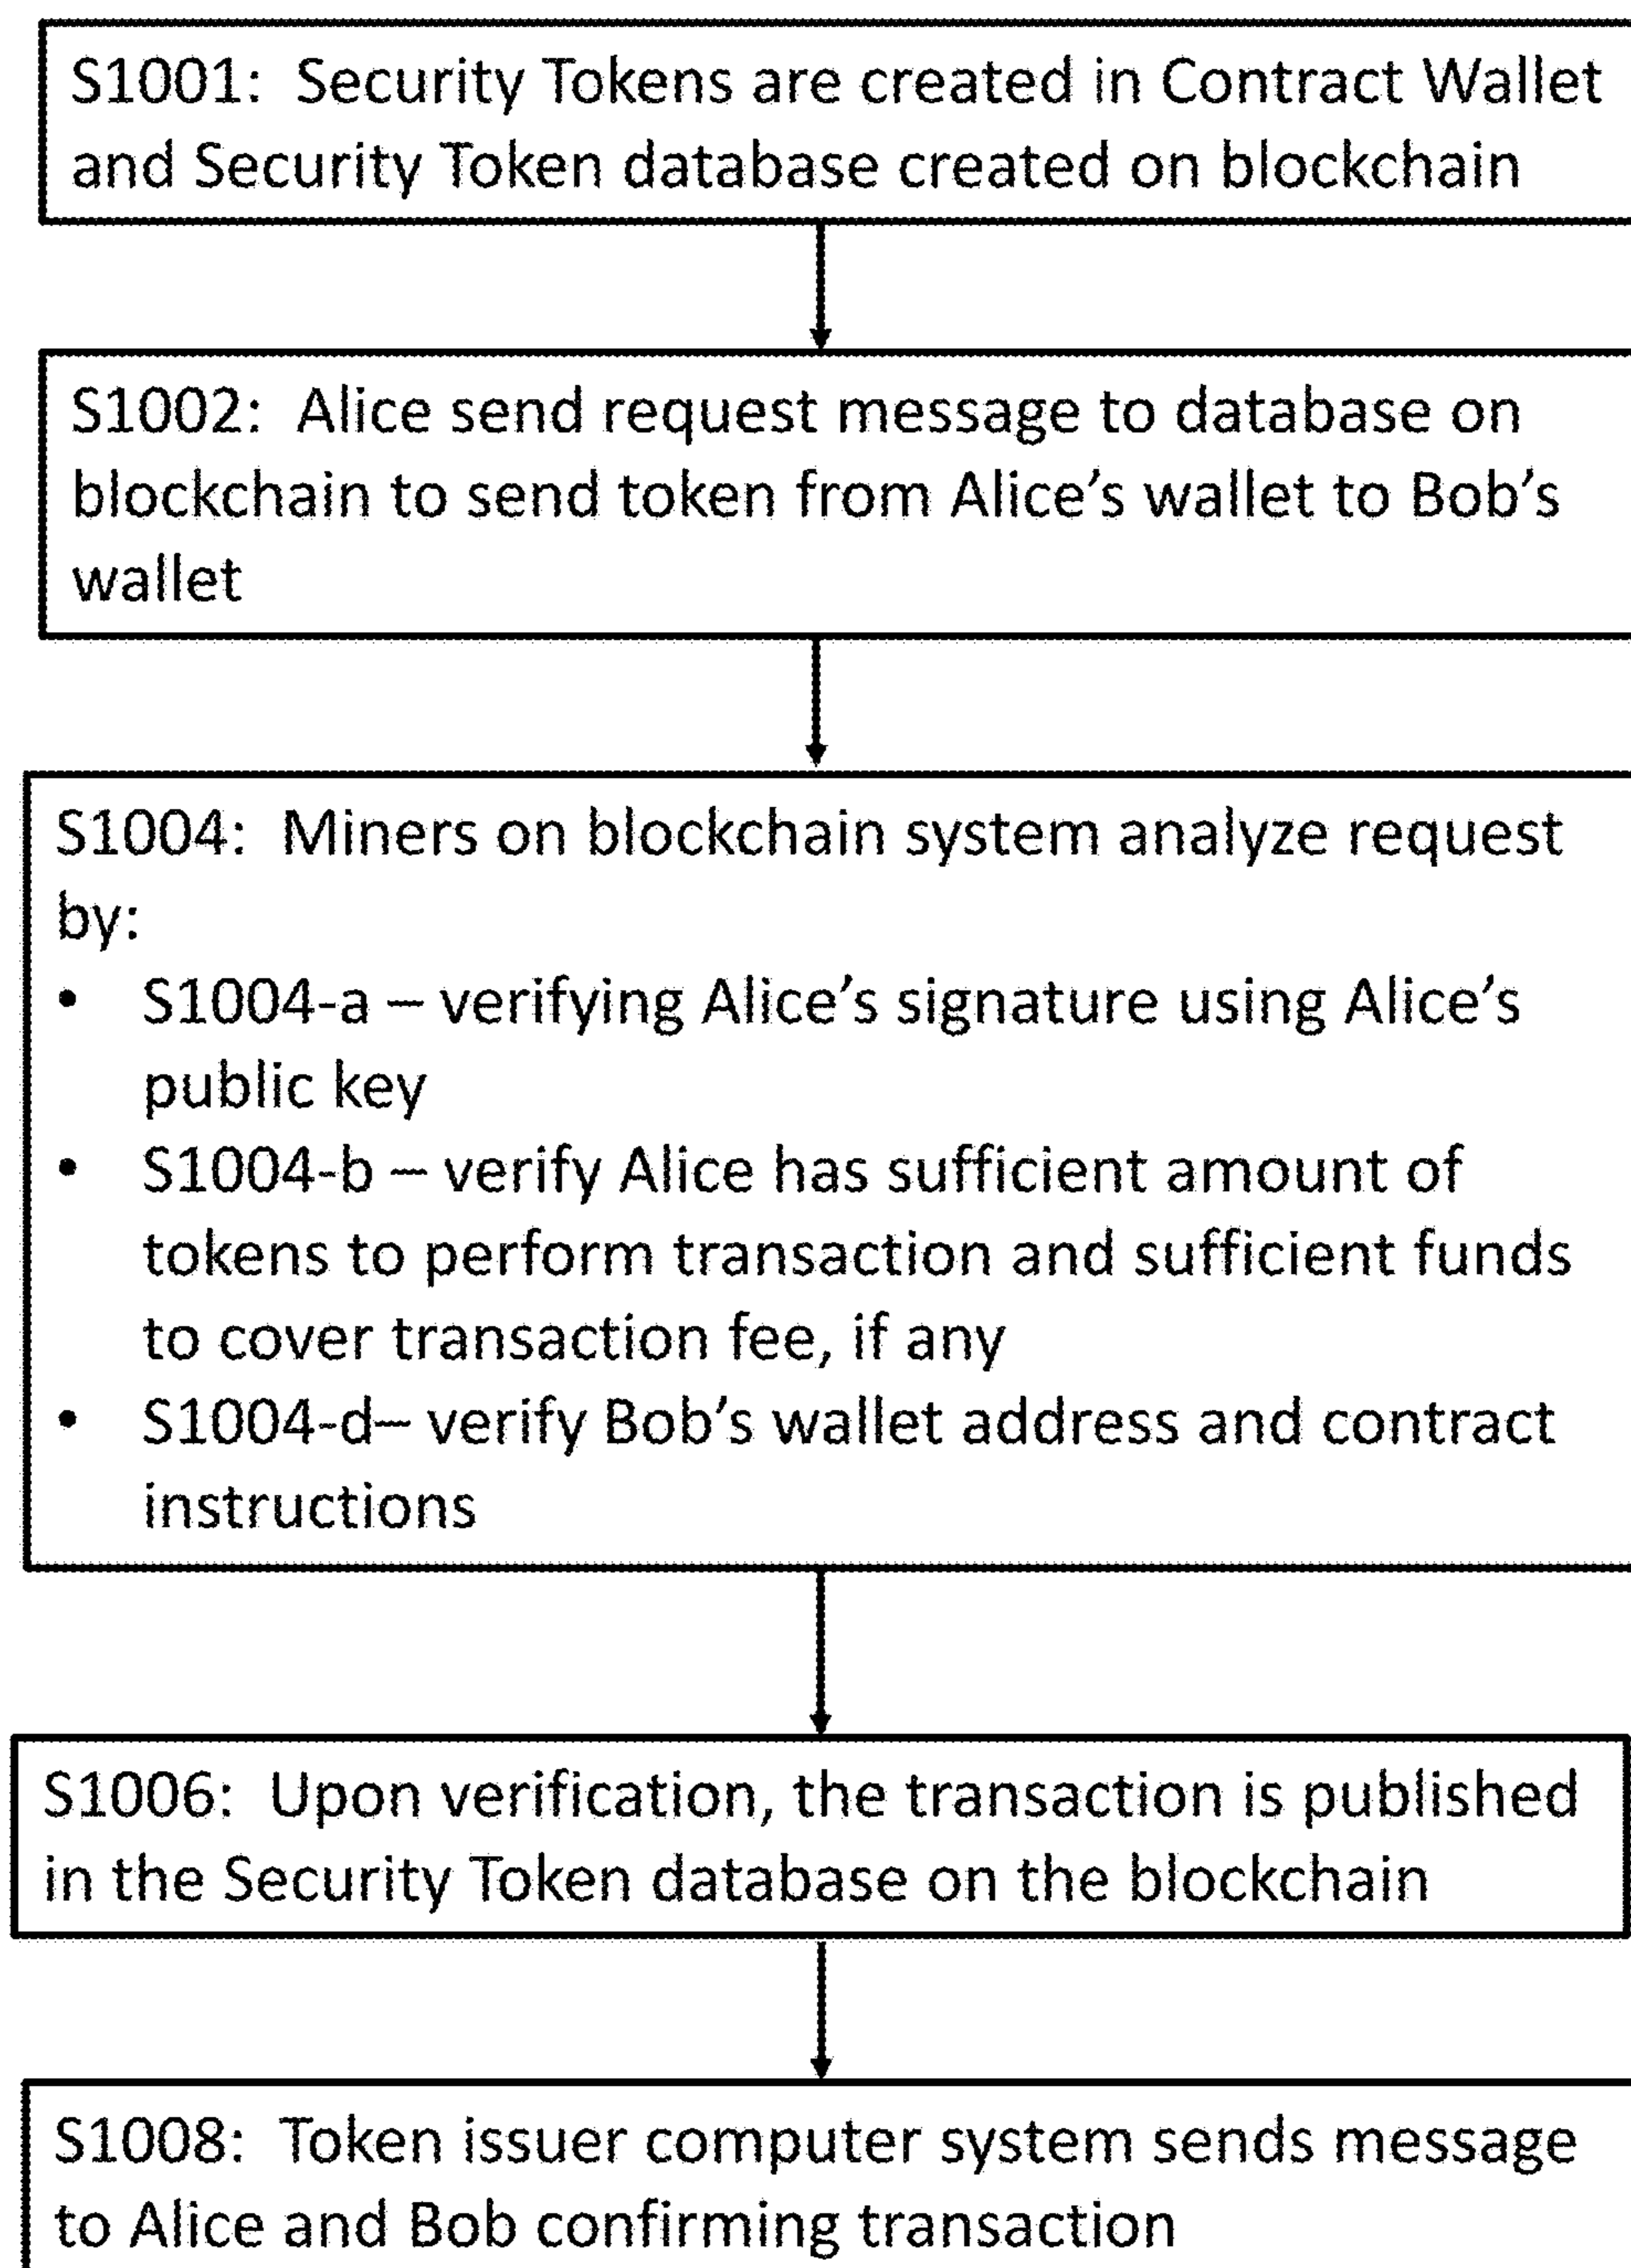 S1001: Security Tokens are created in Contract Wallet
and Security Token database created on blockchain
S1002: Alice send request message to database on
blockchain to send token from Alice's wallet to Bob's
wallet
S1004: Miners on blockchain system analyze request
by:
• S1004-a – verifying Alice's signature using Alice's
public key
• S1004-b – verify Alice has sufficient amount of
tokens to perform transaction and sufficient funds
to cover transaction fee, if any
• S1004-d– verify Bob's wallet address and contract
instructions
S1006: Upon verification, the transaction is published
in the Security Token database on the blockchain
S1008: Token issuer computer system sends message
to Alice and Bob confirming transaction